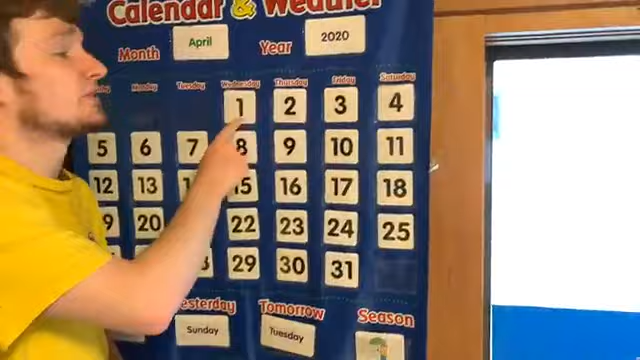 Calendar & Weather
Month April Year 2020
Monday Tuesday Wednesday Thursday Friday Saturday
1 2 3 4
5 6 7 8 9 10 11
12 13 15 16 17 18
20 22 23 24 25
29 30 31
Yesterday Tomorrow Season
Sunday Tuesday